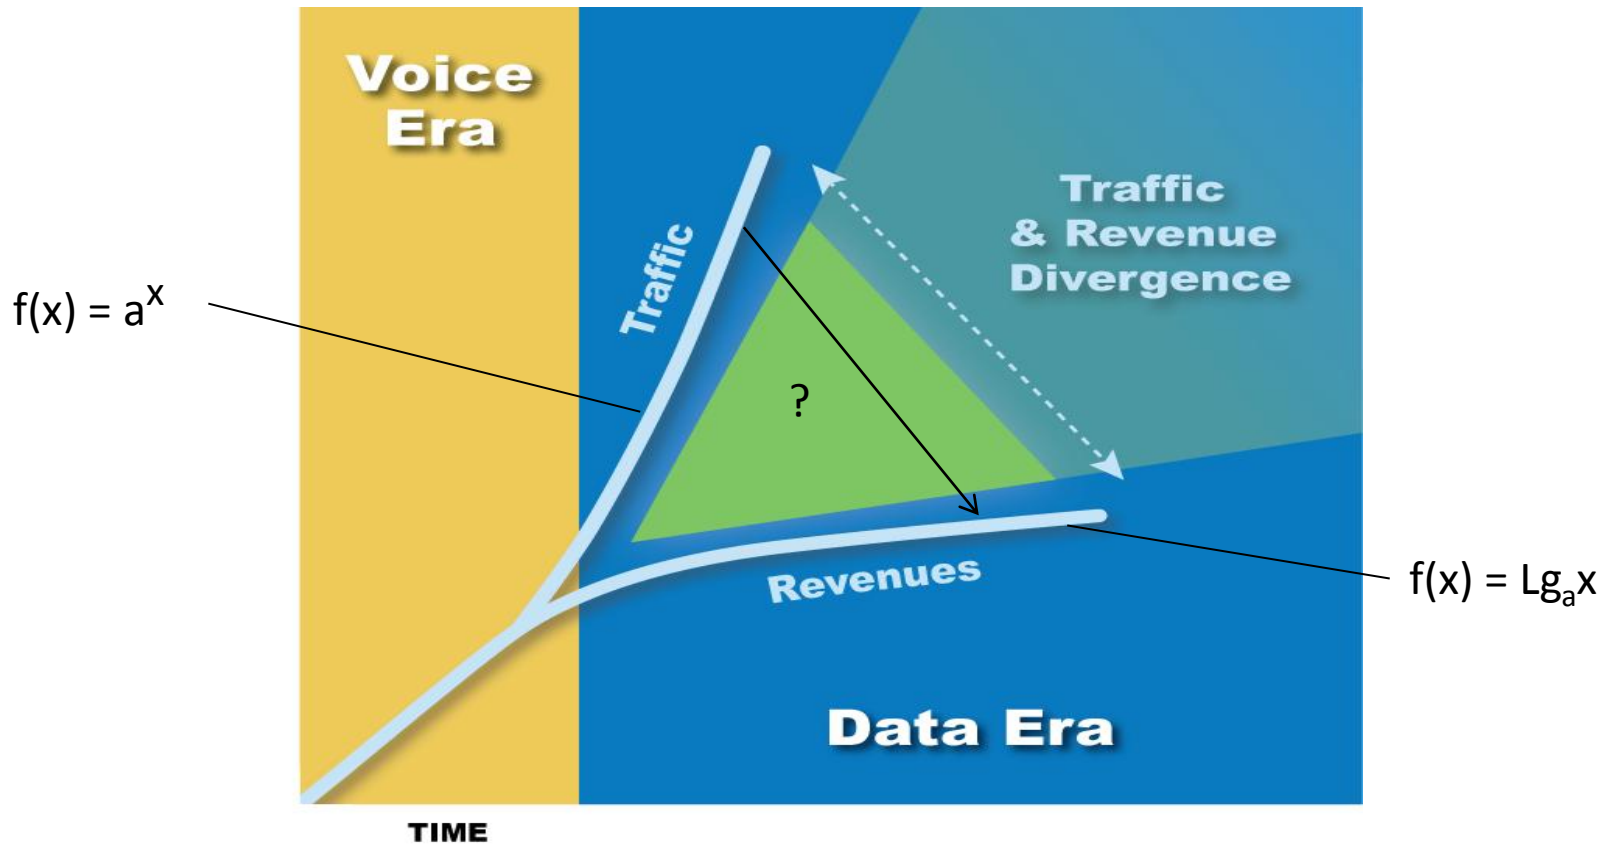 Voice
Era
Traffic
Traffic
& Revenue
Divergence
f(x) = a^x
?
Revenues
f(x) = Lg_a x
Data Era
TIME